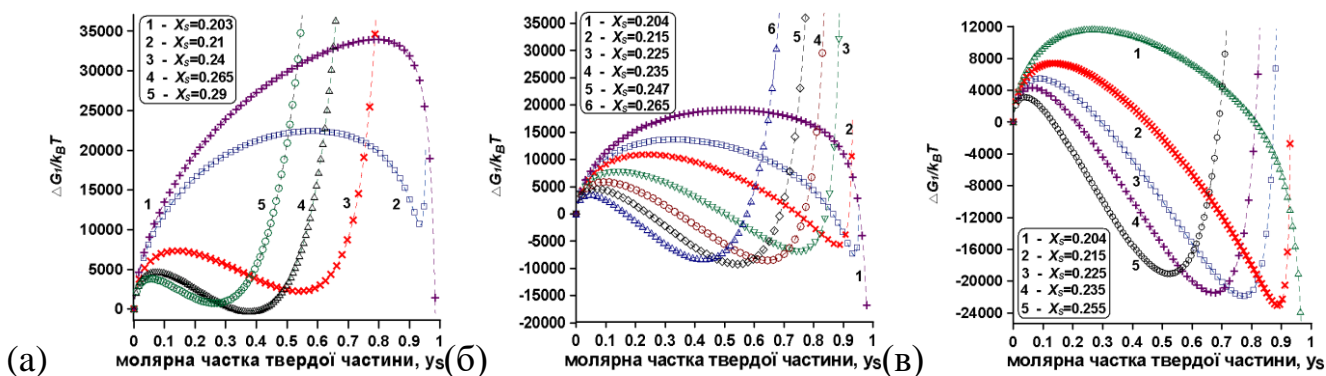 (а)
ΔG₁/k_BT
35000
30000
25000
20000
15000
10000
5000
0
1 - X_S=0.203
2 - X_S=0.21
3 - X_S=0.24
4 - X_S=0.265
5 - X_S=0.29
1
5
4
3
2
0 0.1 0.2 0.3 0.4 0.5 0.6 0.7 0.8 0.9 1
молярна частка твердої частини, y_S
(б)
ΔG₁/k_BT
35000
30000
25000
20000
15000
10000
5000
0
-5000
-10000
-15000
-20000
1 - X_S=0.204
2 - X_S=0.215
3 - X_S=0.225
4 - X_S=0.235
5 - X_S=0.247
6 - X_S=0.265
6
5
4
3
2
1
0 0.1 0.2 0.3 0.4 0.5 0.6 0.7 0.8 0.9 1
молярна частка твердої частини, y_S
(в)
ΔG₁/k_BT
12000
8000
4000
0
-4000
-8000
-12000
-16000
-20000
-24000
1
2
3
4
5
1 - X_S=0.204
2 - X_S=0.215
3 - X_S=0.225
4 - X_S=0.235
5 - X_S=0.255
0 0.1 0.2 0.3 0.4 0.5 0.6 0.7 0.8 0.9 1
молярна частка твердої частини, y_S